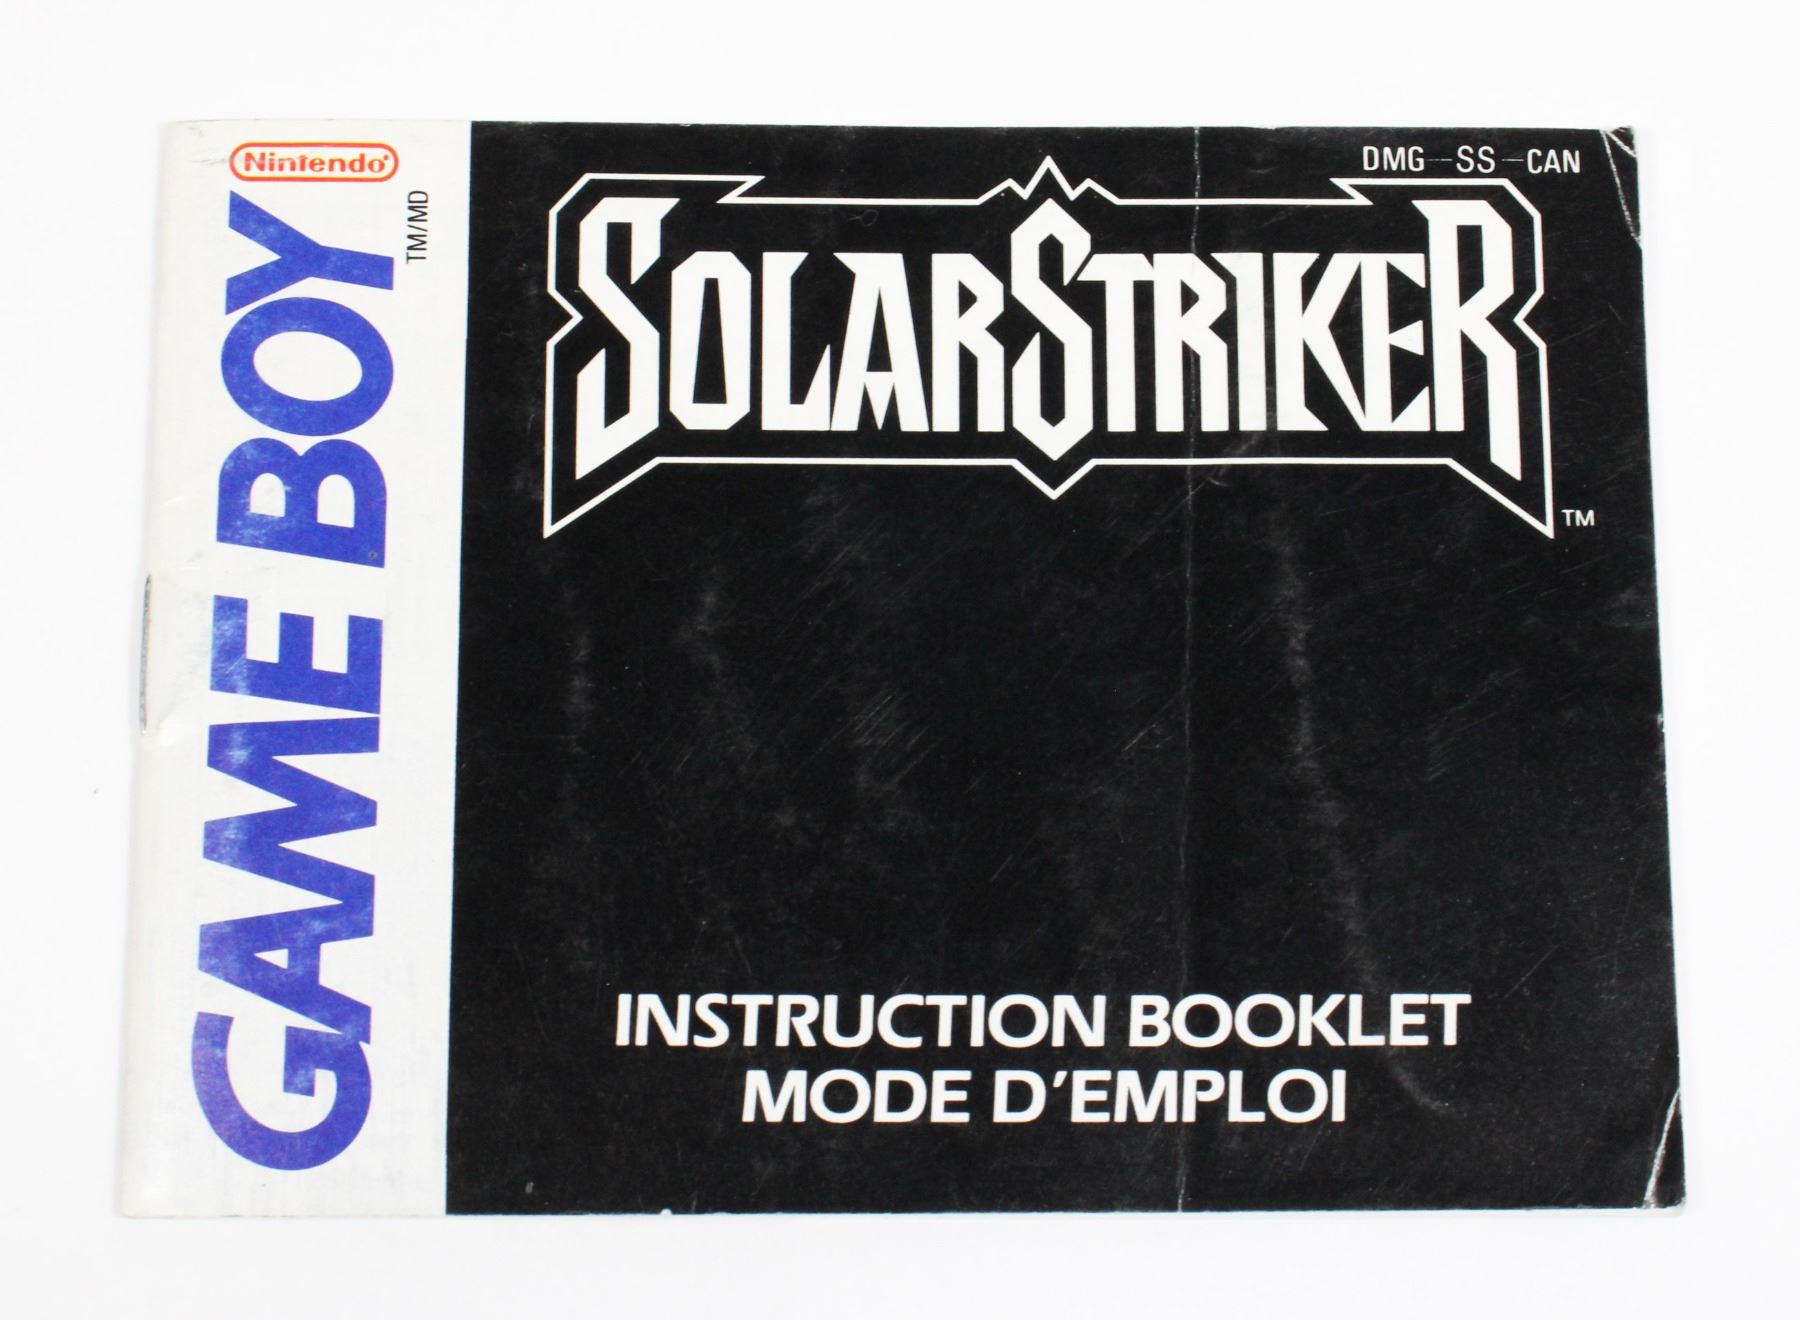 Nintendo®
GAME BOY
TM/MD
DMG-SS-CAN
SOLARSTRIKER
TM
INSTRUCTION BOOKLET
MODE D'EMPLOI